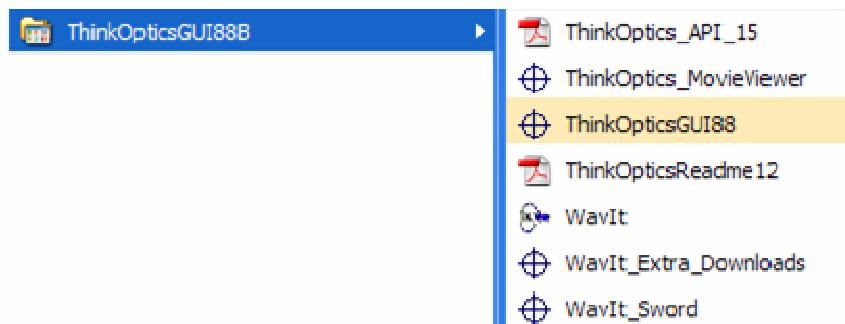 ThinkOpticsGUI88B
ThinkOptics_API_15
ThinkOptics_MovieViewer
ThinkOpticsGUI88
ThinkOpticsReadme12
WavIt
WavIt_Extra_Downloads
WavIt_Sword